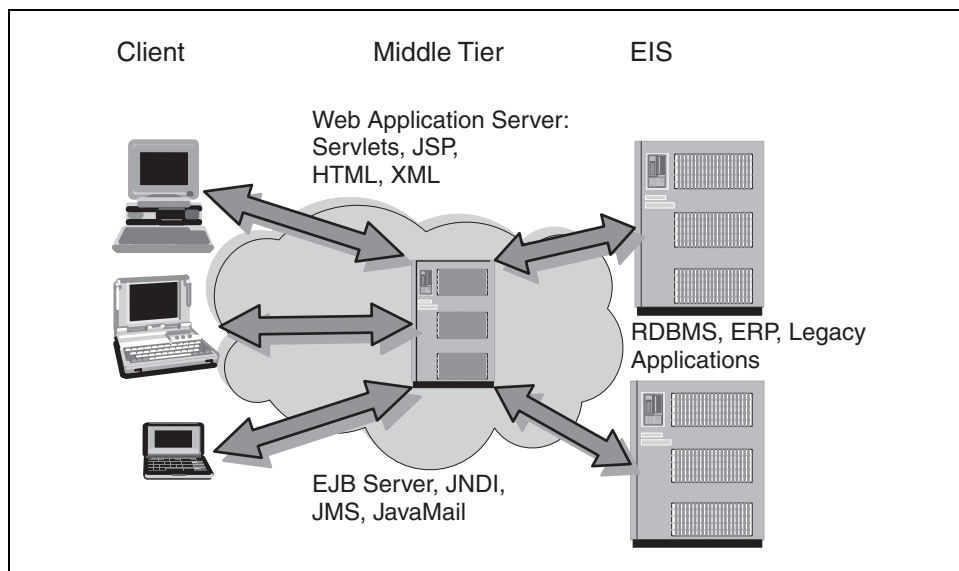 Client
Middle Tier
EIS
Web Application Server:
Servlets, JSP,
HTML, XML
RDBMS, ERP, Legacy
Applications
EJB Server, JNDI,
JMS, JavaMail